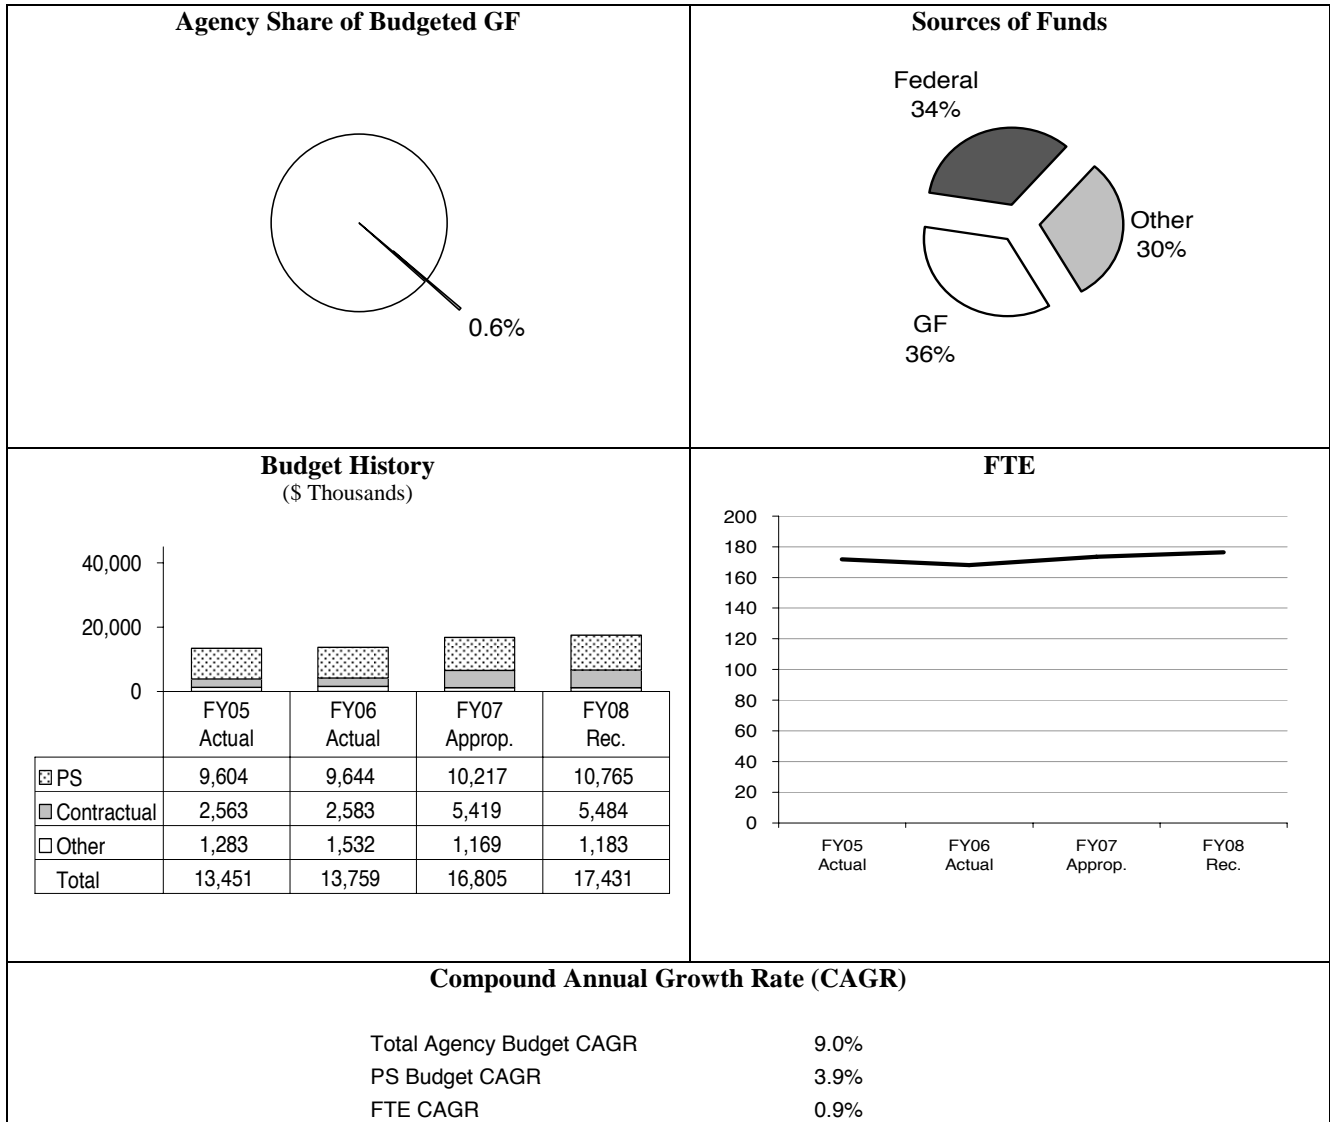 Agency Share of Budgeted GF
0.6%
Sources of Funds
Federal
34%
Other
30%
GF
36%
Budget History
($ Thousands)
40,000
20,000
0
FY05 FY06 FY07 FY08
Actual Actual Approp. Rec.
PS 9,604 9,644 10,217 10,765
Contractual 2,563 2,583 5,419 5,484
Other 1,283 1,532 1,169 1,183
Total 13,451 13,759 16,805 17,431
FTE
200
180
160
140
120
100
80
60
40
20
0
FY05 FY06 FY07 FY08
Actual Actual Approp. Rec.
Compound Annual Growth Rate (CAGR)
Total Agency Budget CAGR 9.0%
PS Budget CAGR 3.9%
FTE CAGR 0.9%